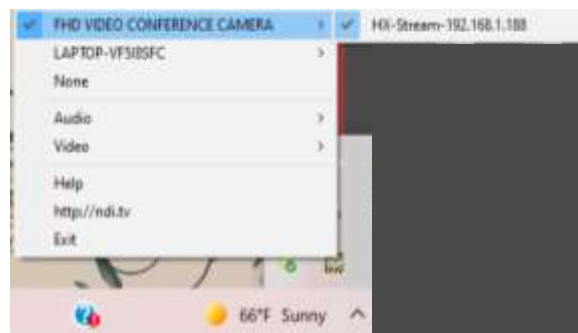 FHD VIDEO CONFERENCE CAMERA
HX-Stream-192.168.1.188
LAPTOP-VF5I8SFC
None
Audio
Video
Help
http://ndi.tv
Exit
66°F Sunny